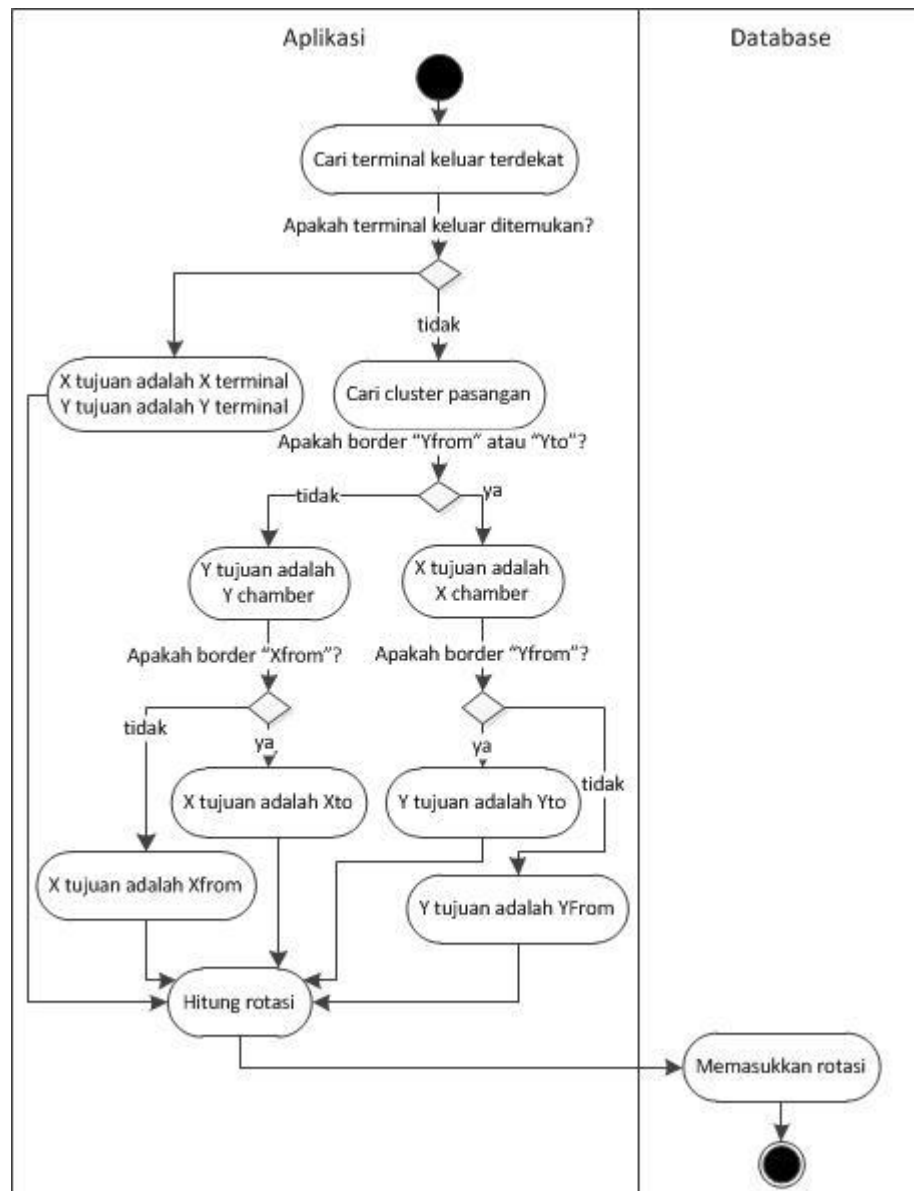 Aplikasi
Database
Cari terminal keluar terdekat
Apakah terminal keluar ditemukan?
tidak
X tujuan adalah X terminal
Y tujuan adalah Y terminal
Cari cluster pasangan
Apakah border “Yfrom” atau “Yto”?
tidak
ya
Y tujuan adalah
Y chamber
X tujuan adalah
X chamber
Apakah border “Xfrom”?
Apakah border “Yfrom”?
tidak
ya
ya
tidak
X tujuan adalah Xto
Y tujuan adalah Yto
X tujuan adalah Xfrom
Y tujuan adalah YFrom
Hitung rotasi
Memasukkan rotasi